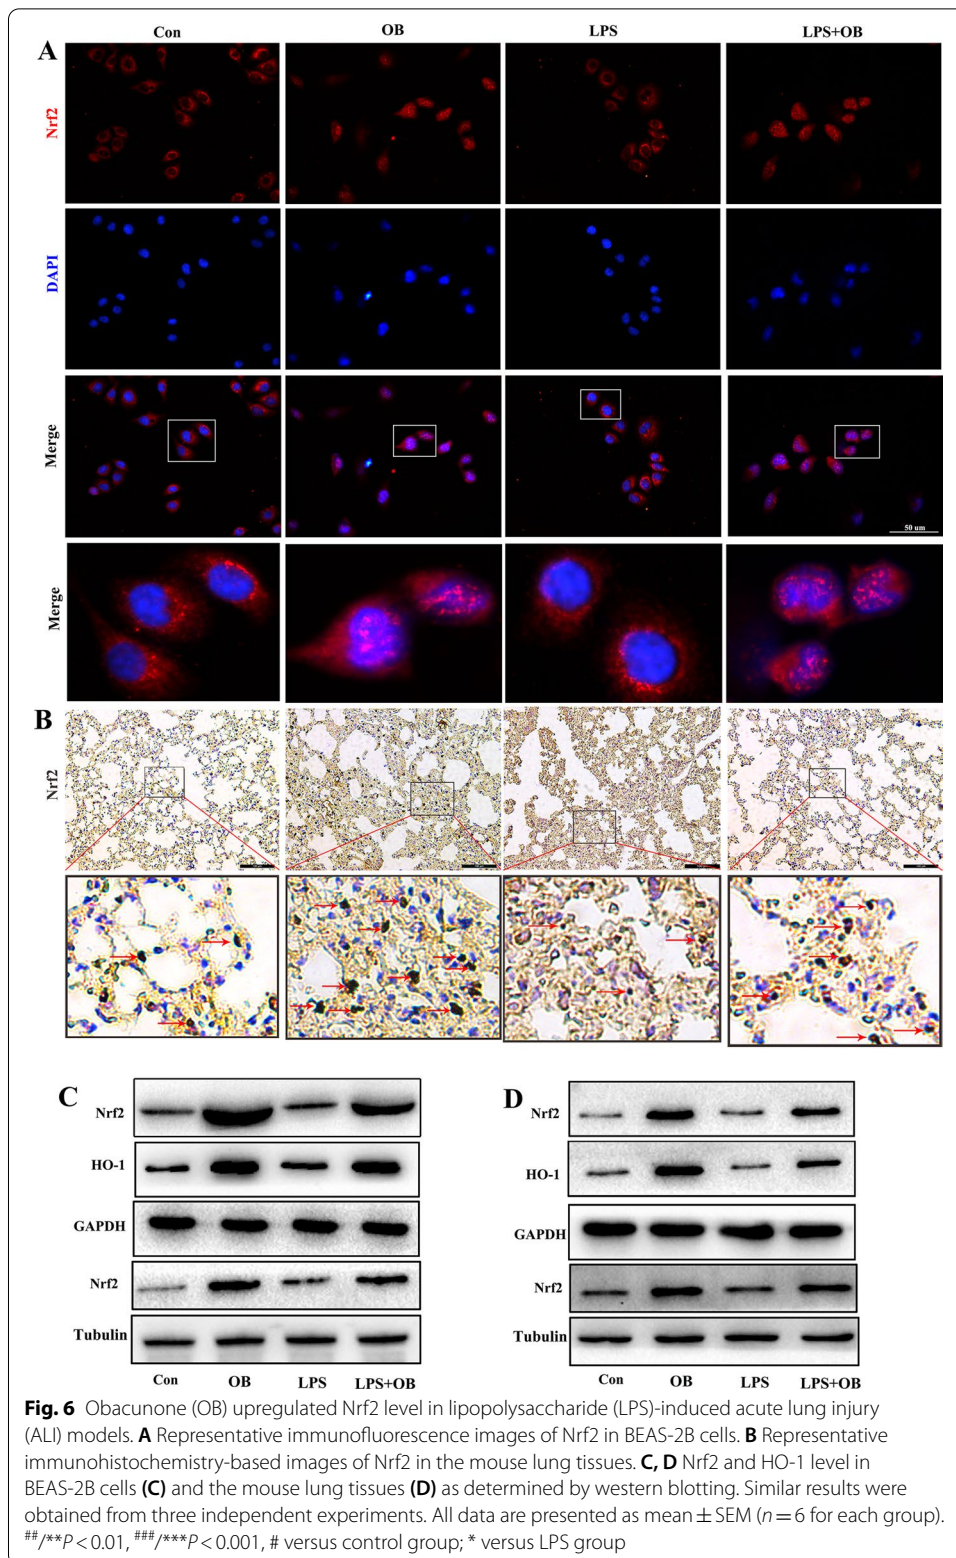 Con OB LPS LPS+OB
A
Nrf2
DAPI
Merge
50 um
Merge
B
Nrf2
C
Nrf2
HO-1
GAPDH
Nrf2
Tubulin
Con OB LPS LPS+OB
D
Nrf2
HO-1
GAPDH
Nrf2
Tubulin
Con OB LPS LPS+OB
Fig. 6 Obacunone (OB) upregulated Nrf2 level in lipopolysaccharide (LPS)-induced acute lung injury
(ALI) models. A Representative immunofluorescence images of Nrf2 in BEAS-2B cells. B Representative
immunohistochemistry-based images of Nrf2 in the mouse lung tissues. C, D Nrf2 and HO-1 level in
BEAS-2B cells (C) and the mouse lung tissues (D) as determined by western blotting. Similar results were
obtained from three independent experiments. All data are presented as mean ± SEM (n = 6 for each group).
##/**P < 0.01, ###/***P < 0.001, # versus control group; * versus LPS group